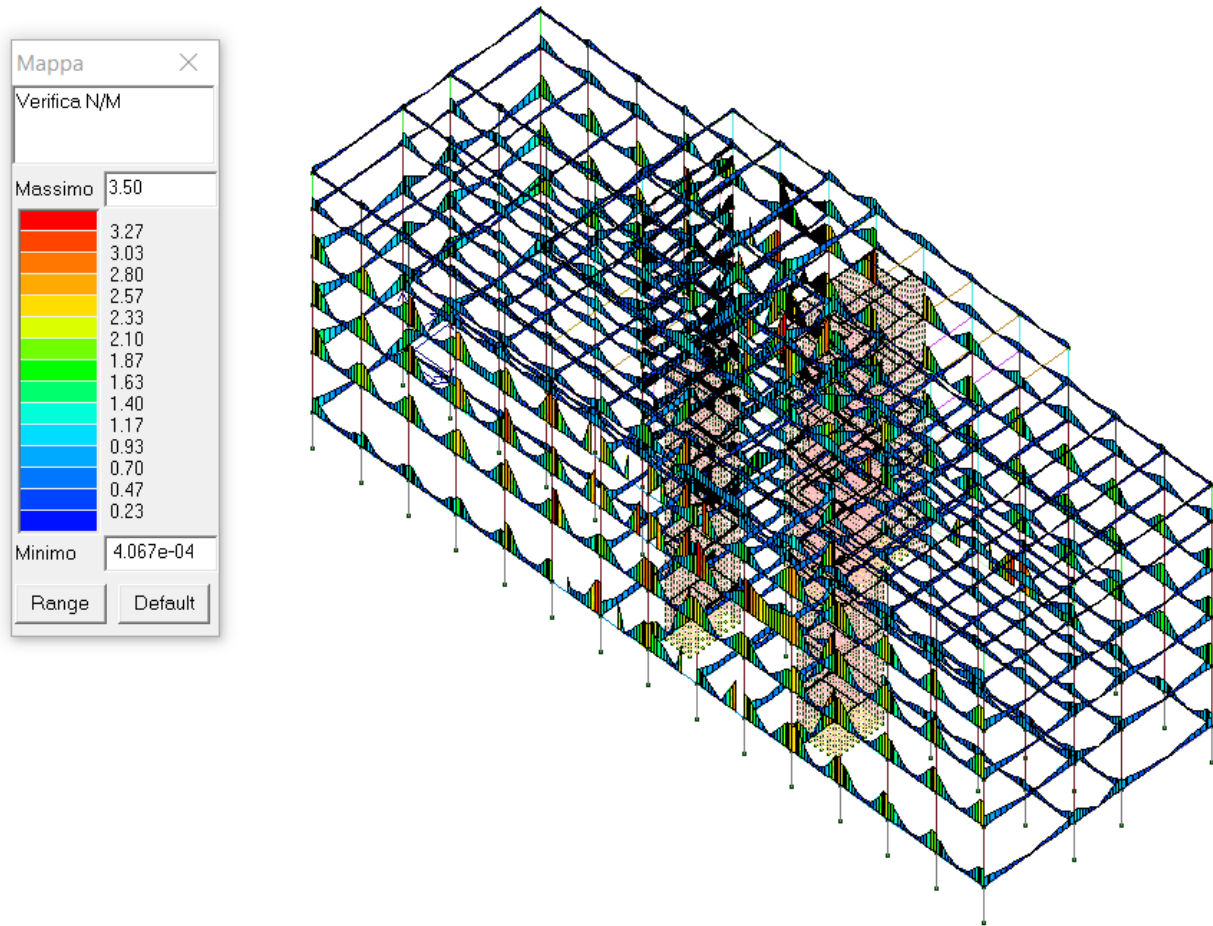 Mappa
Verifica N/M
Massimo 3.50
3.27
3.03
2.80
2.57
2.33
2.10
1.87
1.63
1.40
1.17
0.93
0.70
0.47
0.23
Minimo 4.067e-04
Range Default